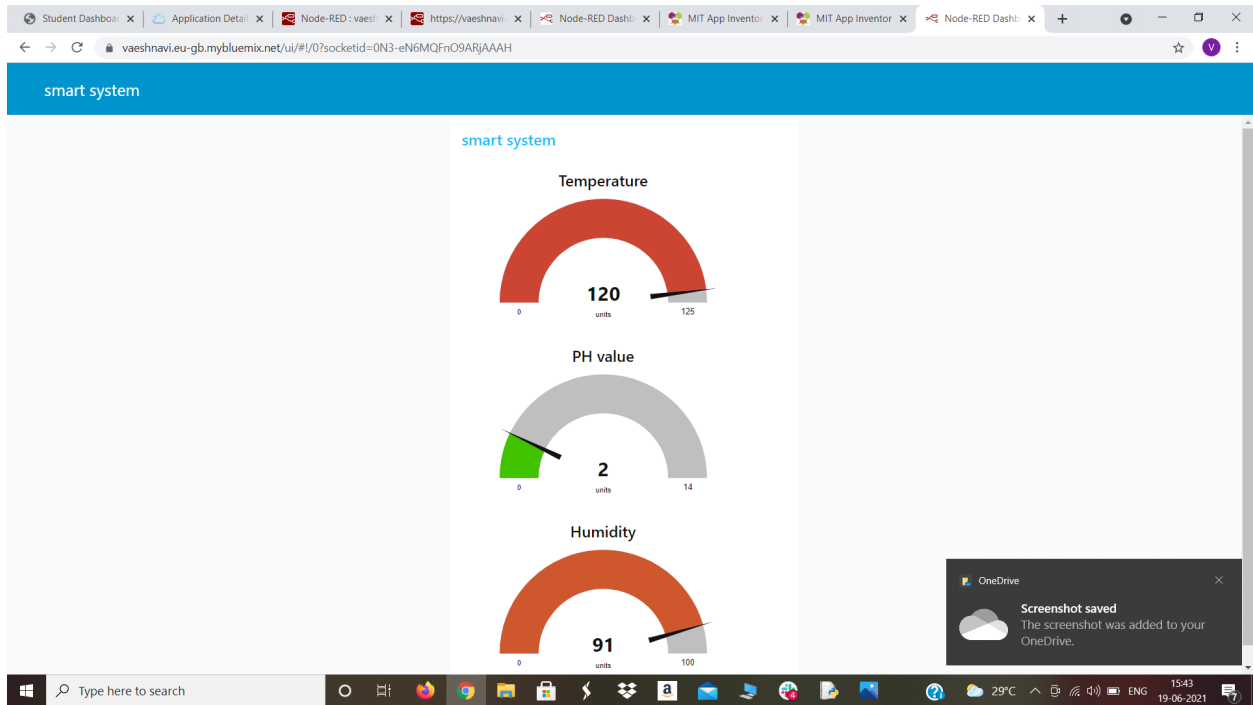 Student Dashboar
Application Detail
Node-RED : vaesh
https://vaeshnavi.
Node-RED Dashb
MIT App Inventor
MIT App Inventor
Node-RED Dashb
V
vaeshnavi.eu-gb.mybluemix.net/ui/#!/0?socketid=0N3-eN6MQFnO9ARjAAAH
smart system
smart system
Temperature
120
units
0
125
PH value
2
units
0
14
Humidity
91
units
0
100
OneDrive
Screenshot saved
The screenshot was added to your
OneDrive.
Type here to search
a
29°C
ENG
15:43
19-06-2021
7